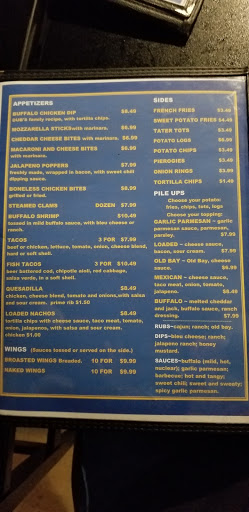 APPETIZERS
BUFFALO CHICKEN DIP $8.49
SUE'S family recipe, with tortilla chips.
MOZZARELLA STICKS with marinara. $6.99
CHEDDAR CHEESE BITES with marinara. $6.99
MACARONI AND CHEESE BITES $6.99
with marinara.
JALAPENO POPPERS $7.99
freshly made, wrapped in bacon, with sweet chili
dipping sauce.
BONELESS CHICKEN BITES $6.99
grilled or fried.
STEAMED CLAMS DOZEN $7.99
BUFFALO SHRIMP $10.49
tossed in mild buffalo sauce, with bleu cheese or
ranch.
TACOS 3 FOR $7.99
beef or chicken, lettuce, tomato, onion, cheese blend,
hard or soft shell.
FISH TACOS 3 FOR $10.49
beer battered cod, chipotle aioli, red cabbage,
salsa verde, in a soft shell.
QUESADILLA $8.49
chicken, cheese blend, tomato and onions, with salsa
and sour cream. prime rib $1.50
LOADED NACHOS $8.49
tortilla chips with cheese sauce, taco meat, tomato,
onion, jalapenos, with salsa and sour cream.
chicken $1.00
WINGS (Sauces tossed or served on the side.)
BROASTED WINGS Breaded. 10 FOR $9.99
NAKED WINGS 10 FOR $9.99
SIDES
FRENCH FRIES
SWEET POTATO FRIES $4.49
TATER TOTS $3.49
POTATO LOGS
POTATO CHIPS $3.49
PIEROGIES
ONION RINGS
TORTILLA CHIPS $1.49
PILE UPS
Choose your potato:
fries, chips, tots, logs
Choose your topping:
GARLIC PARMESAN ~ garlic
parmesan sauce, parmesan,
parsley. $7.99
LOADED ~ cheese sauce,
bacon, sour cream. $7.99
OLD BAY ~ Old Bay, cheese
sauce. $6.99
MEXICAN ~ cheese sauce,
taco meat, onion, tomato,
jalapeno. $8.49
BUFFALO ~ melted cheddar
and jack, buffalo sauce, ranch
dressing. $7.99
RUBS~cajun; ranch; old bay.
DIPS~bleu cheese; ranch;
jalapeno ranch; honey
mustard.
SAUCES~buffalo (mild, hot,
nuclear); garlic parmesan;
barbecue; hot and tangy;
sweet chili; sweet and sweaty;
spicy garlic parmesan.